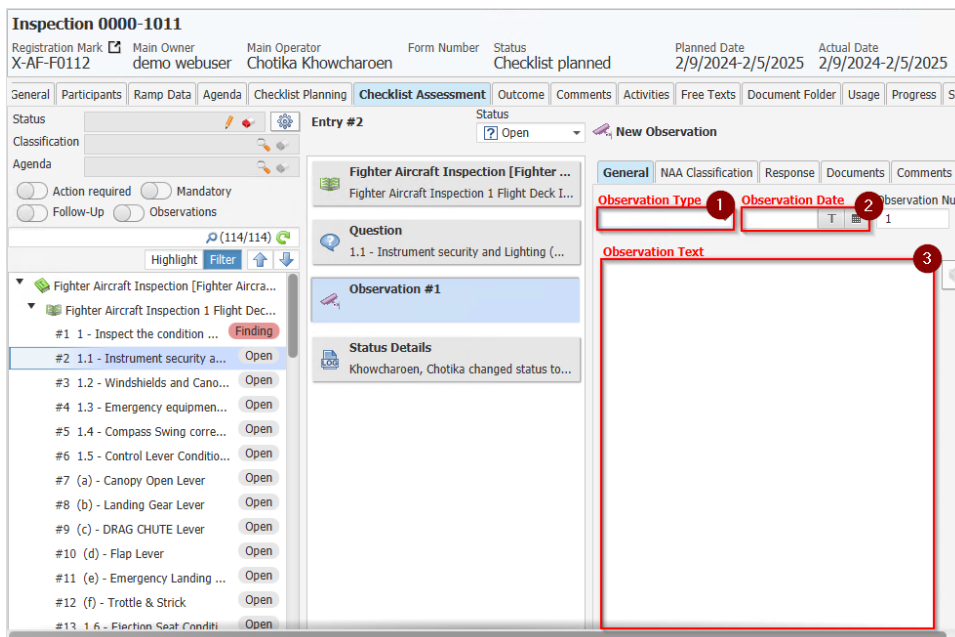 Inspection 0000-1011
Registration Mark Main Owner Main Operator Form Number Status Planned Date Actual Date
X-AF-F0112 demo webuser Chotika Khowcharoen Checklist planned 2/9/2024-2/5/2025 2/9/2024-2/5/2025
General Participants Ramp Data Agenda Checklist Planning Checklist Assessment Outcome Comments Activities Free Texts Document Folder Usage Progress S
Status
Classification
Agenda
Action required Mandatory
Follow-Up Observations
(114/114)
Highlight Filter
Fighter Aircraft Inspection [Fighter Aircra...
Fighter Aircraft Inspection 1 Flight Dec...
#1 1 - Inspect the condition ... Finding
#2 1.1 - Instrument security a... Open
#3 1.2 - Windshields and Cano... Open
#4 1.3 - Emergency equipmen... Open
#5 1.4 - Compass Swing corre... Open
#6 1.5 - Control Lever Conditio... Open
#7 (a) - Canopy Open Lever Open
#8 (b) - Landing Gear Lever Open
#9 (c) - DRAG CHUTE Lever Open
#10 (d) - Flap Lever Open
#11 (e) - Emergency Landing ... Open
#12 (f) - Trottle & Strick Open
#13 1.6 - Ejection Seat Conditi... Open
Entry #2
Status
? Open
Fighter Aircraft Inspection [Fighter ...
Fighter Aircraft Inspection 1 Flight Deck I...
Question
1.1 - Instrument security and Lighting (...
Observation #1
Status Details
LOG
Khowcharoen, Chotika changed status to...
New Observation
General NAA Classification Response Documents Comments
Observation Type 1 Observation Date 2 Observation Nu
T 1
Observation Text
3